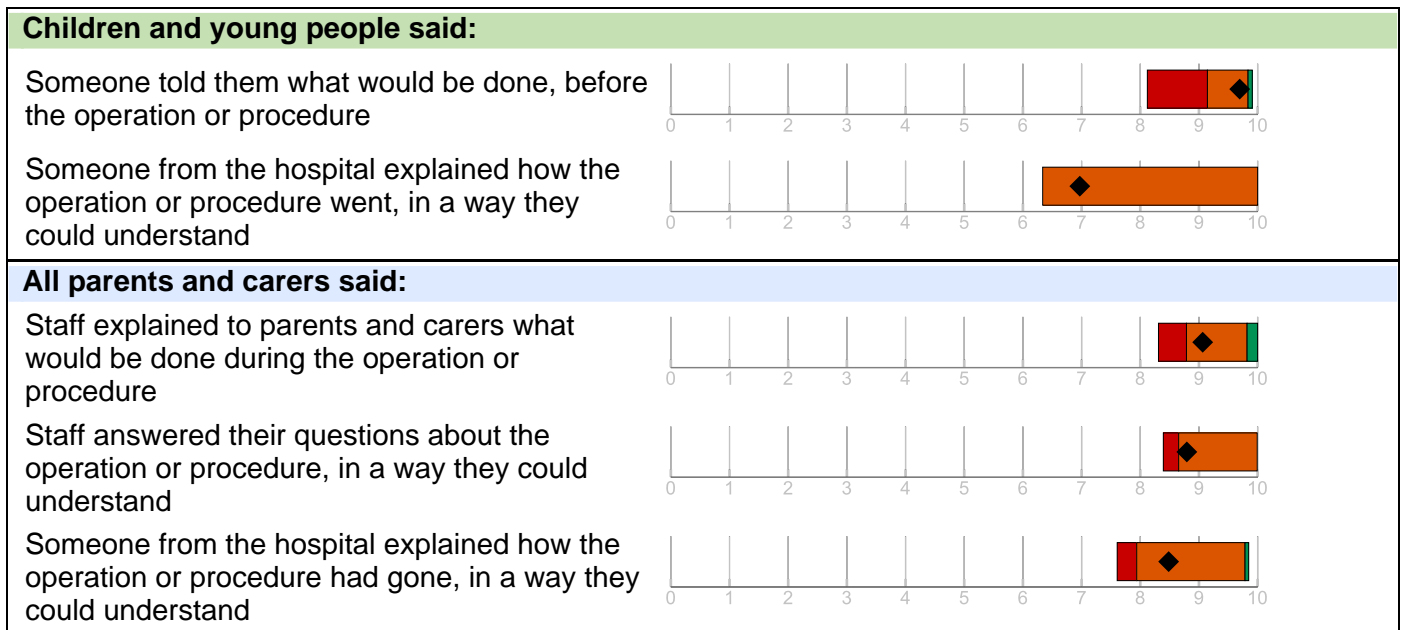 Children and young people said:
Someone told them what would be done, before
the operation or procedure
0 1 2 3 4 5 6 7 8 9 10
Someone from the hospital explained how the
operation or procedure went, in a way they
could understand
0 1 2 3 4 5 6 7 8 9 10
All parents and carers said:
Staff explained to parents and carers what
would be done during the operation or
procedure
0 1 2 3 4 5 6 7 8 9 10
Staff answered their questions about the
operation or procedure, in a way they could
understand
0 1 2 3 4 5 6 7 8 9 10
Someone from the hospital explained how the
operation or procedure had gone, in a way they
could understand
0 1 2 3 4 5 6 7 8 9 10